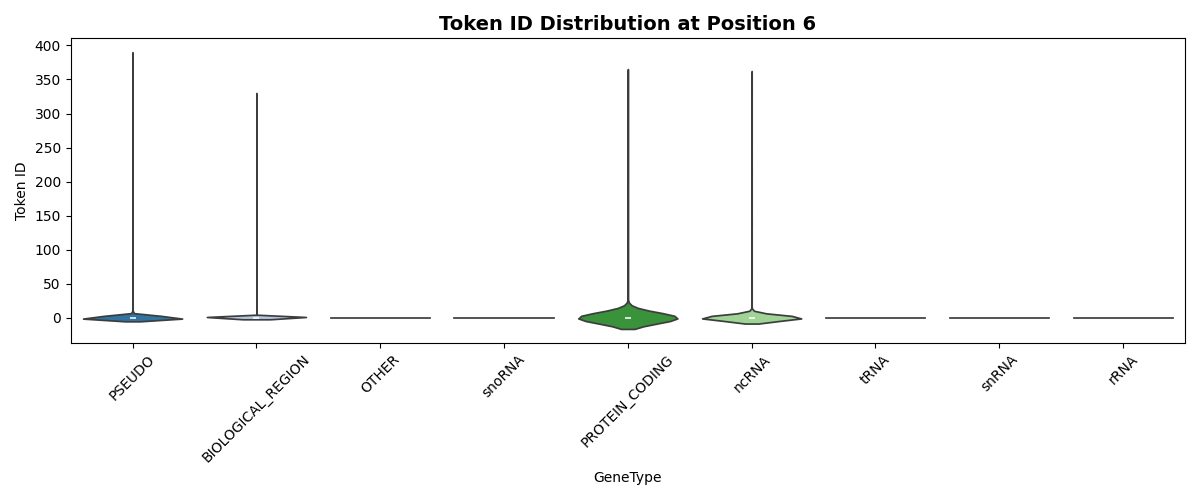 Token ID Distribution at Position 6
400
350
300
250
200
150
100
50
0
Token ID
PSEUDO
BIOLOGICAL_REGION
OTHER
snoRNA
PROTEIN_CODING
ncRNA
tRNA
snRNA
rRNA
GeneType